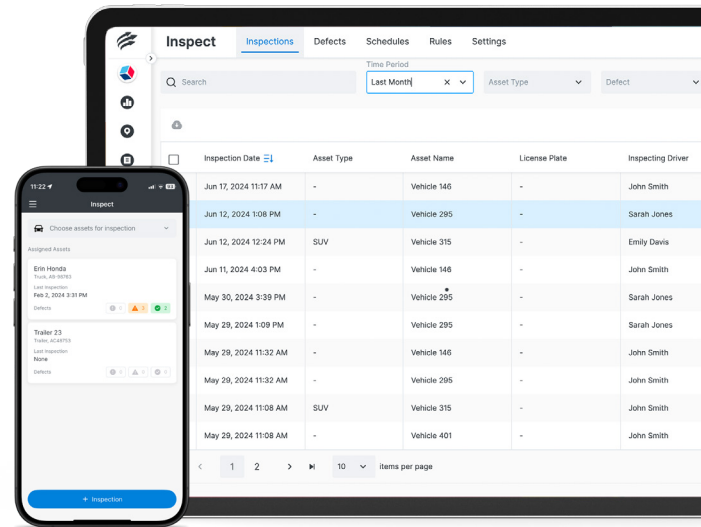 Inspect Inspections Defects Schedules Rules Settings
Time Period
Search Last Month Asset Type Defect
Inspection Date Asset Type Asset Name License Plate Inspecting Driver
Jun 17, 2024 11:17 AM - Vehicle 146 - John Smith
Jun 12, 2024 1:08 PM - Vehicle 295 - Sarah Jones
Jun 12, 2024 12:24 PM SUV Vehicle 315 - Emily Davis
Jun 11, 2024 4:03 PM - Vehicle 146 - John Smith
May 30, 2024 3:39 PM - Vehicle 295 - Sarah Jones
May 29, 2024 1:09 PM - Vehicle 295 - Sarah Jones
May 29, 2024 11:32 AM - Vehicle 146 - John Smith
May 29, 2024 11:32 AM - Vehicle 295 - John Smith
May 29, 2024 11:08 AM SUV Vehicle 315 - John Smith
May 29, 2024 11:08 AM - Vehicle 401 - John Smith
1 2 10 items per page
11:22
Inspect
Choose assets for inspection
Assigned Assets
Erin Honda
Last Inspection
Feb 2, 2024 3:31 PM
Defects
Trailer 23
Last Inspection
None
Defects
+ Inspection